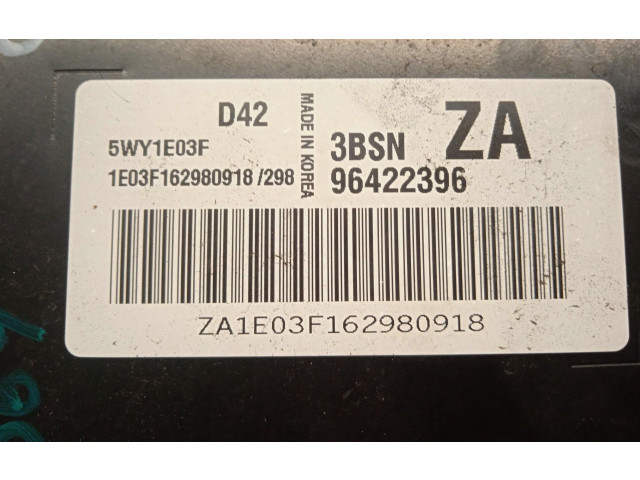 D42
5WY1E03F
1E03F162980918 /298
MADE IN KOREA
3BSN ZA
96422396
ZA1E03F162980918